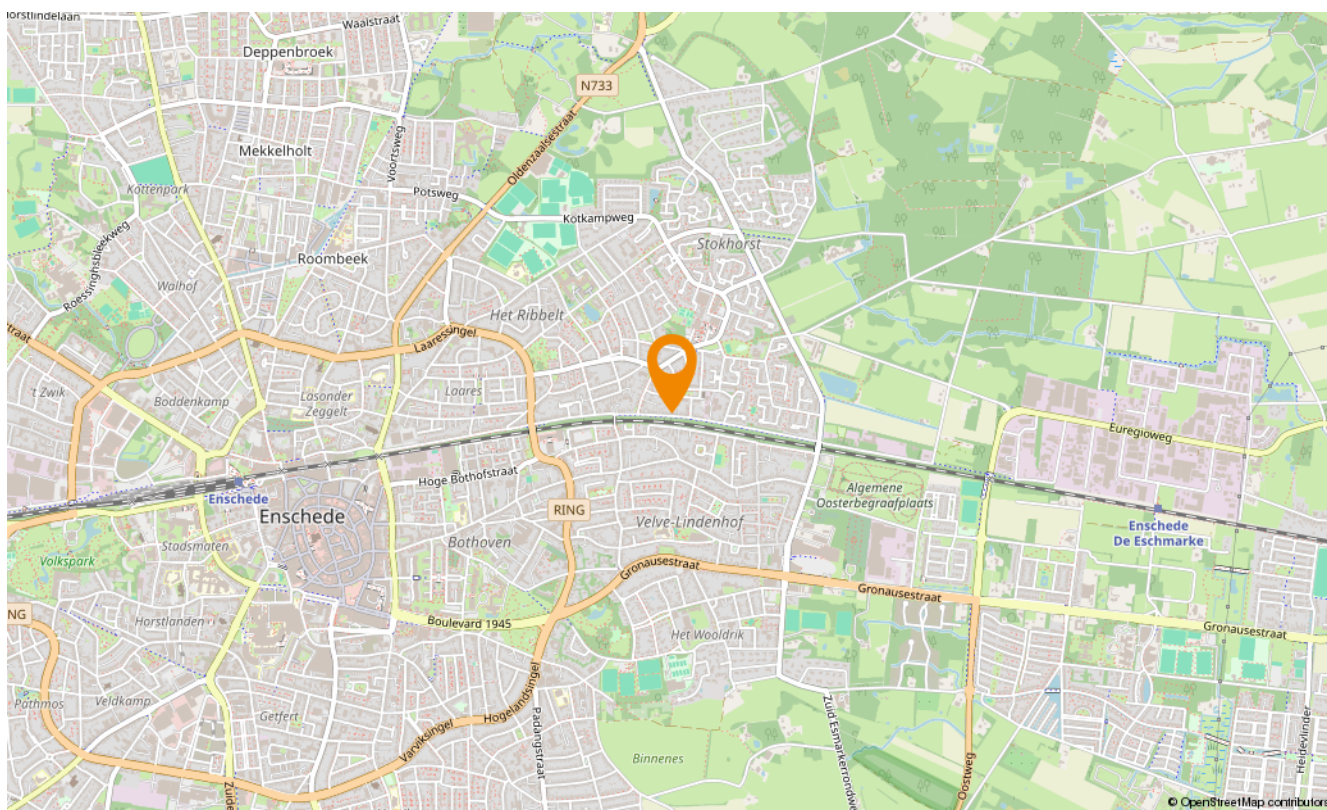 Horstlindelaan
Waalstraat
Deppenbroek
N733
Mekkelholt
Voortsweg
Oldenzaalsestraat
Kottenpark
Potsweg
Kotkampweg
Roessinghsbleekweg
Roombeek
Stokhorst
Walhof
Het Ribbelt
Laaressingel
't Zwik
Boddenkamp
Lasonder
Zeggelt
Laares
Euregioweg
Hoge Bothofstraat
Enschede
Enschede
RING
Algemene
Oosterbegraafplaats
Velve-Lindenhof
Enschede
De Eschmarke
Stadsmaten
Bothoven
Volkspark
Gronausestraat
Gronausestraat
Gronausestraat
NG
Horstlanden
Boulevard 1945
Het Wooldrik
Pathmos
Veldkamp
Getfert
Hogelandsingel
Varviksingel
Padangstraat
Binnenes
Zuid Esmarkerrondweg
Oostweg
Heidevlinder
© OpenStreetMap contributors